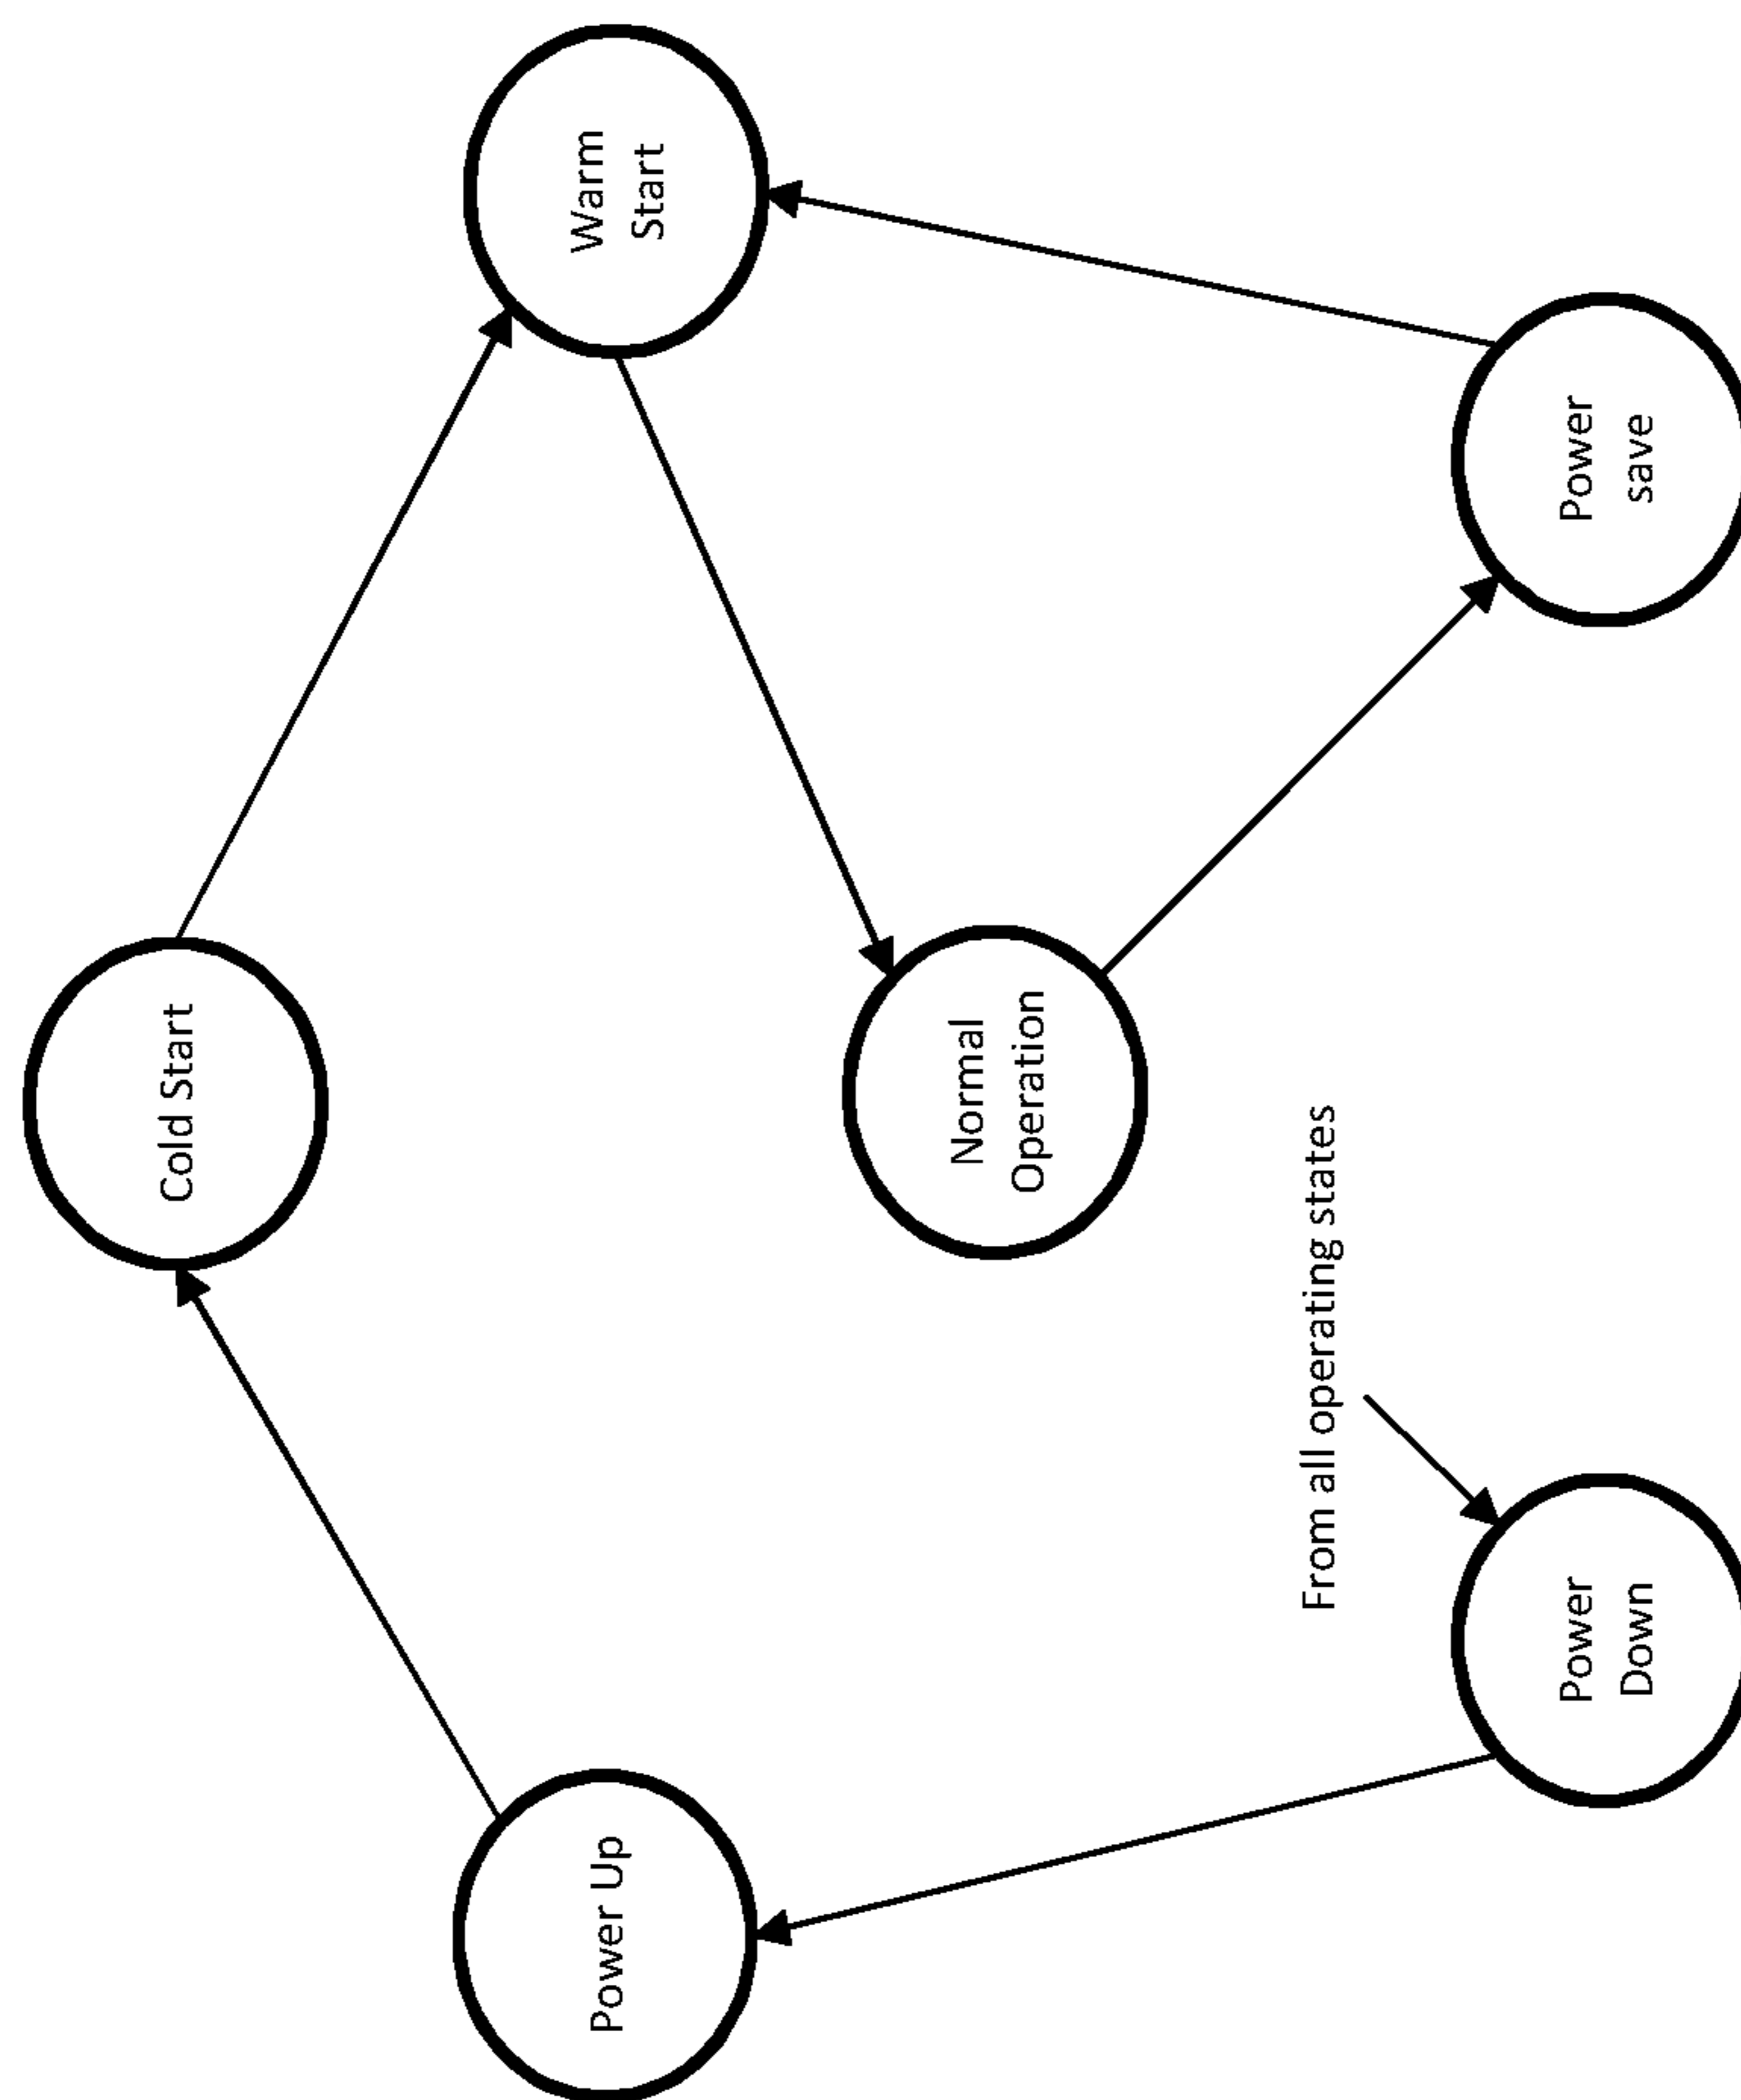 Power Up
Cold Start
Warm
Start
Normal
Operation
From all operating states
Power
Down
Power
save